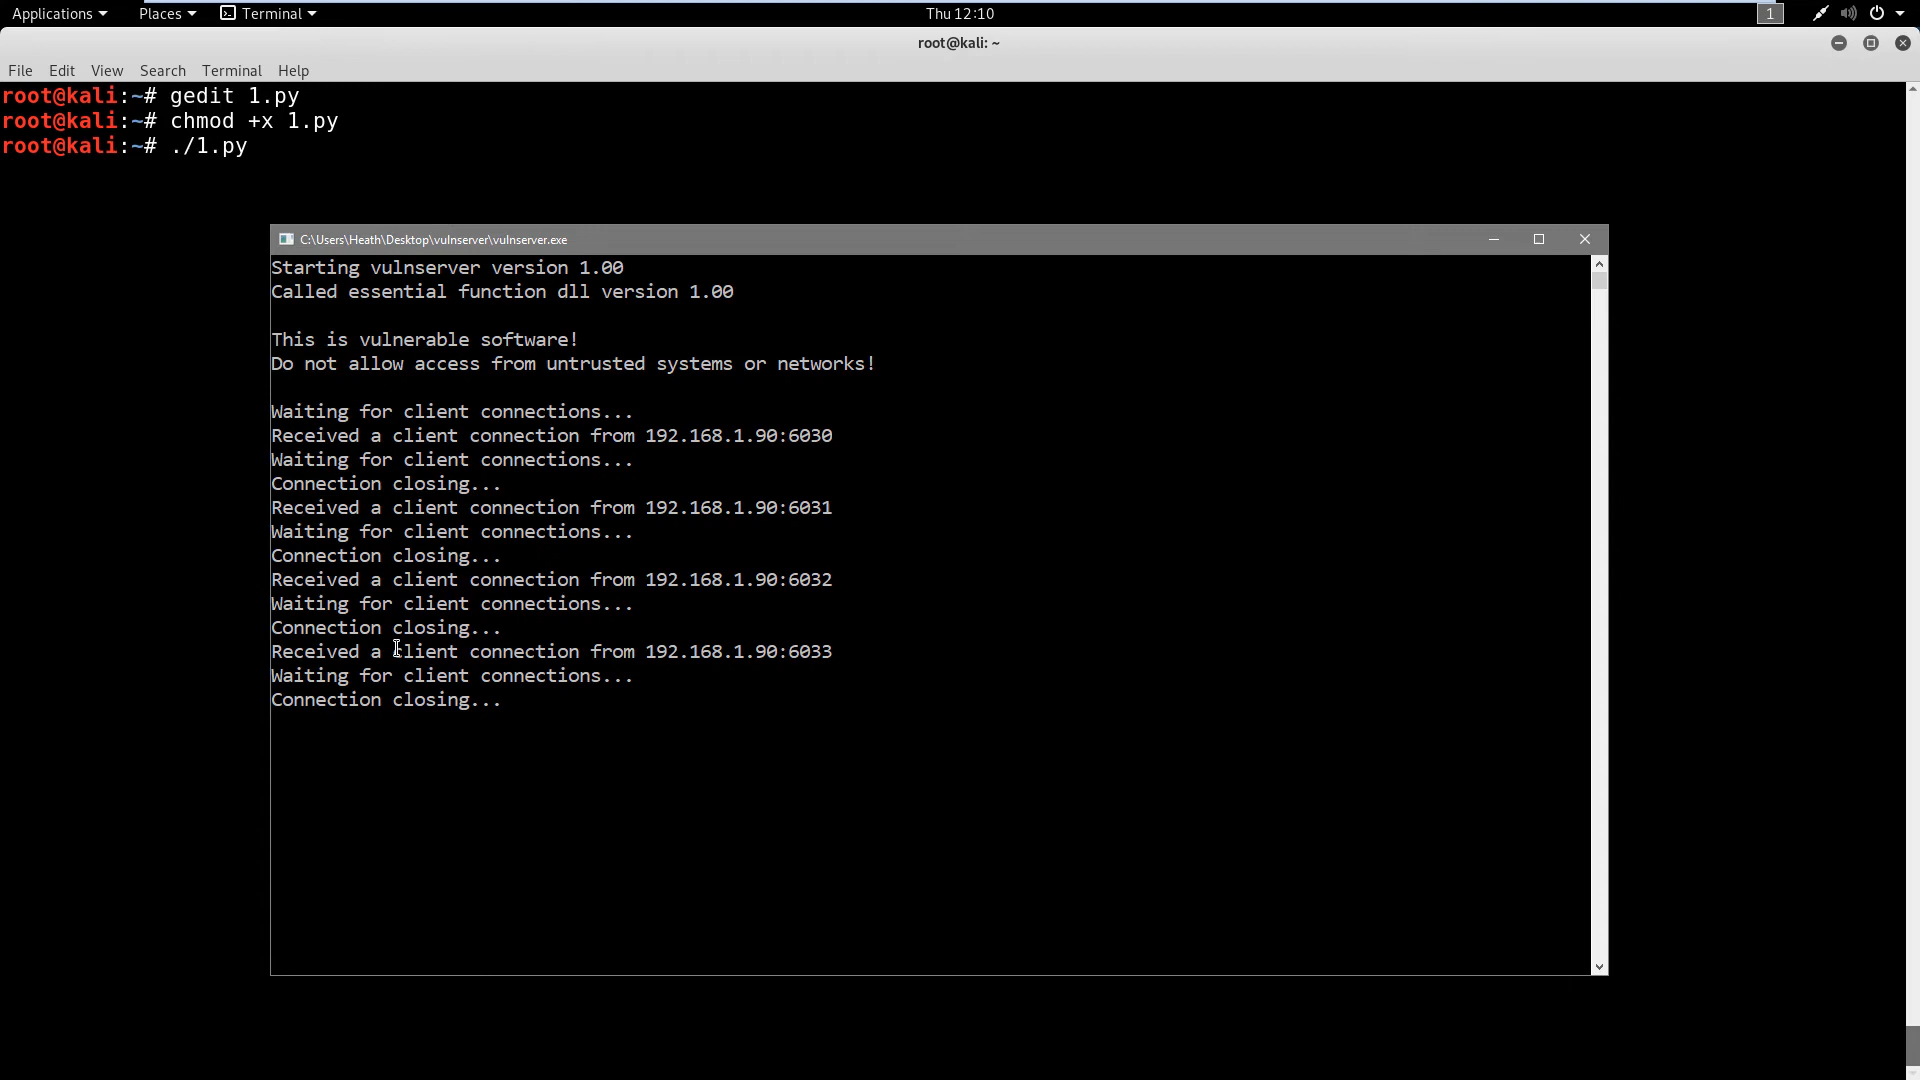 Applications Places Terminal Thu 12:10 1
root@kali: ~
File Edit View Search Terminal Help
root@kali:~# gedit 1.py
root@kali:~# chmod +x 1.py
root@kali:~# ./1.py
C:\Users\Heath\Desktop\vulnserver\vulnserver.exe
Starting vulnserver version 1.00
Called essential function dll version 1.00
This is vulnerable software!
Do not allow access from untrusted systems or networks!
Waiting for client connections...
Received a client connection from 192.168.1.90:6030
Waiting for client connections...
Connection closing...
Received a client connection from 192.168.1.90:6031
Waiting for client connections...
Connection closing...
Received a client connection from 192.168.1.90:6032
Waiting for client connections...
Connection closing...
Received a client connection from 192.168.1.90:6033
Waiting for client connections...
Connection closing...